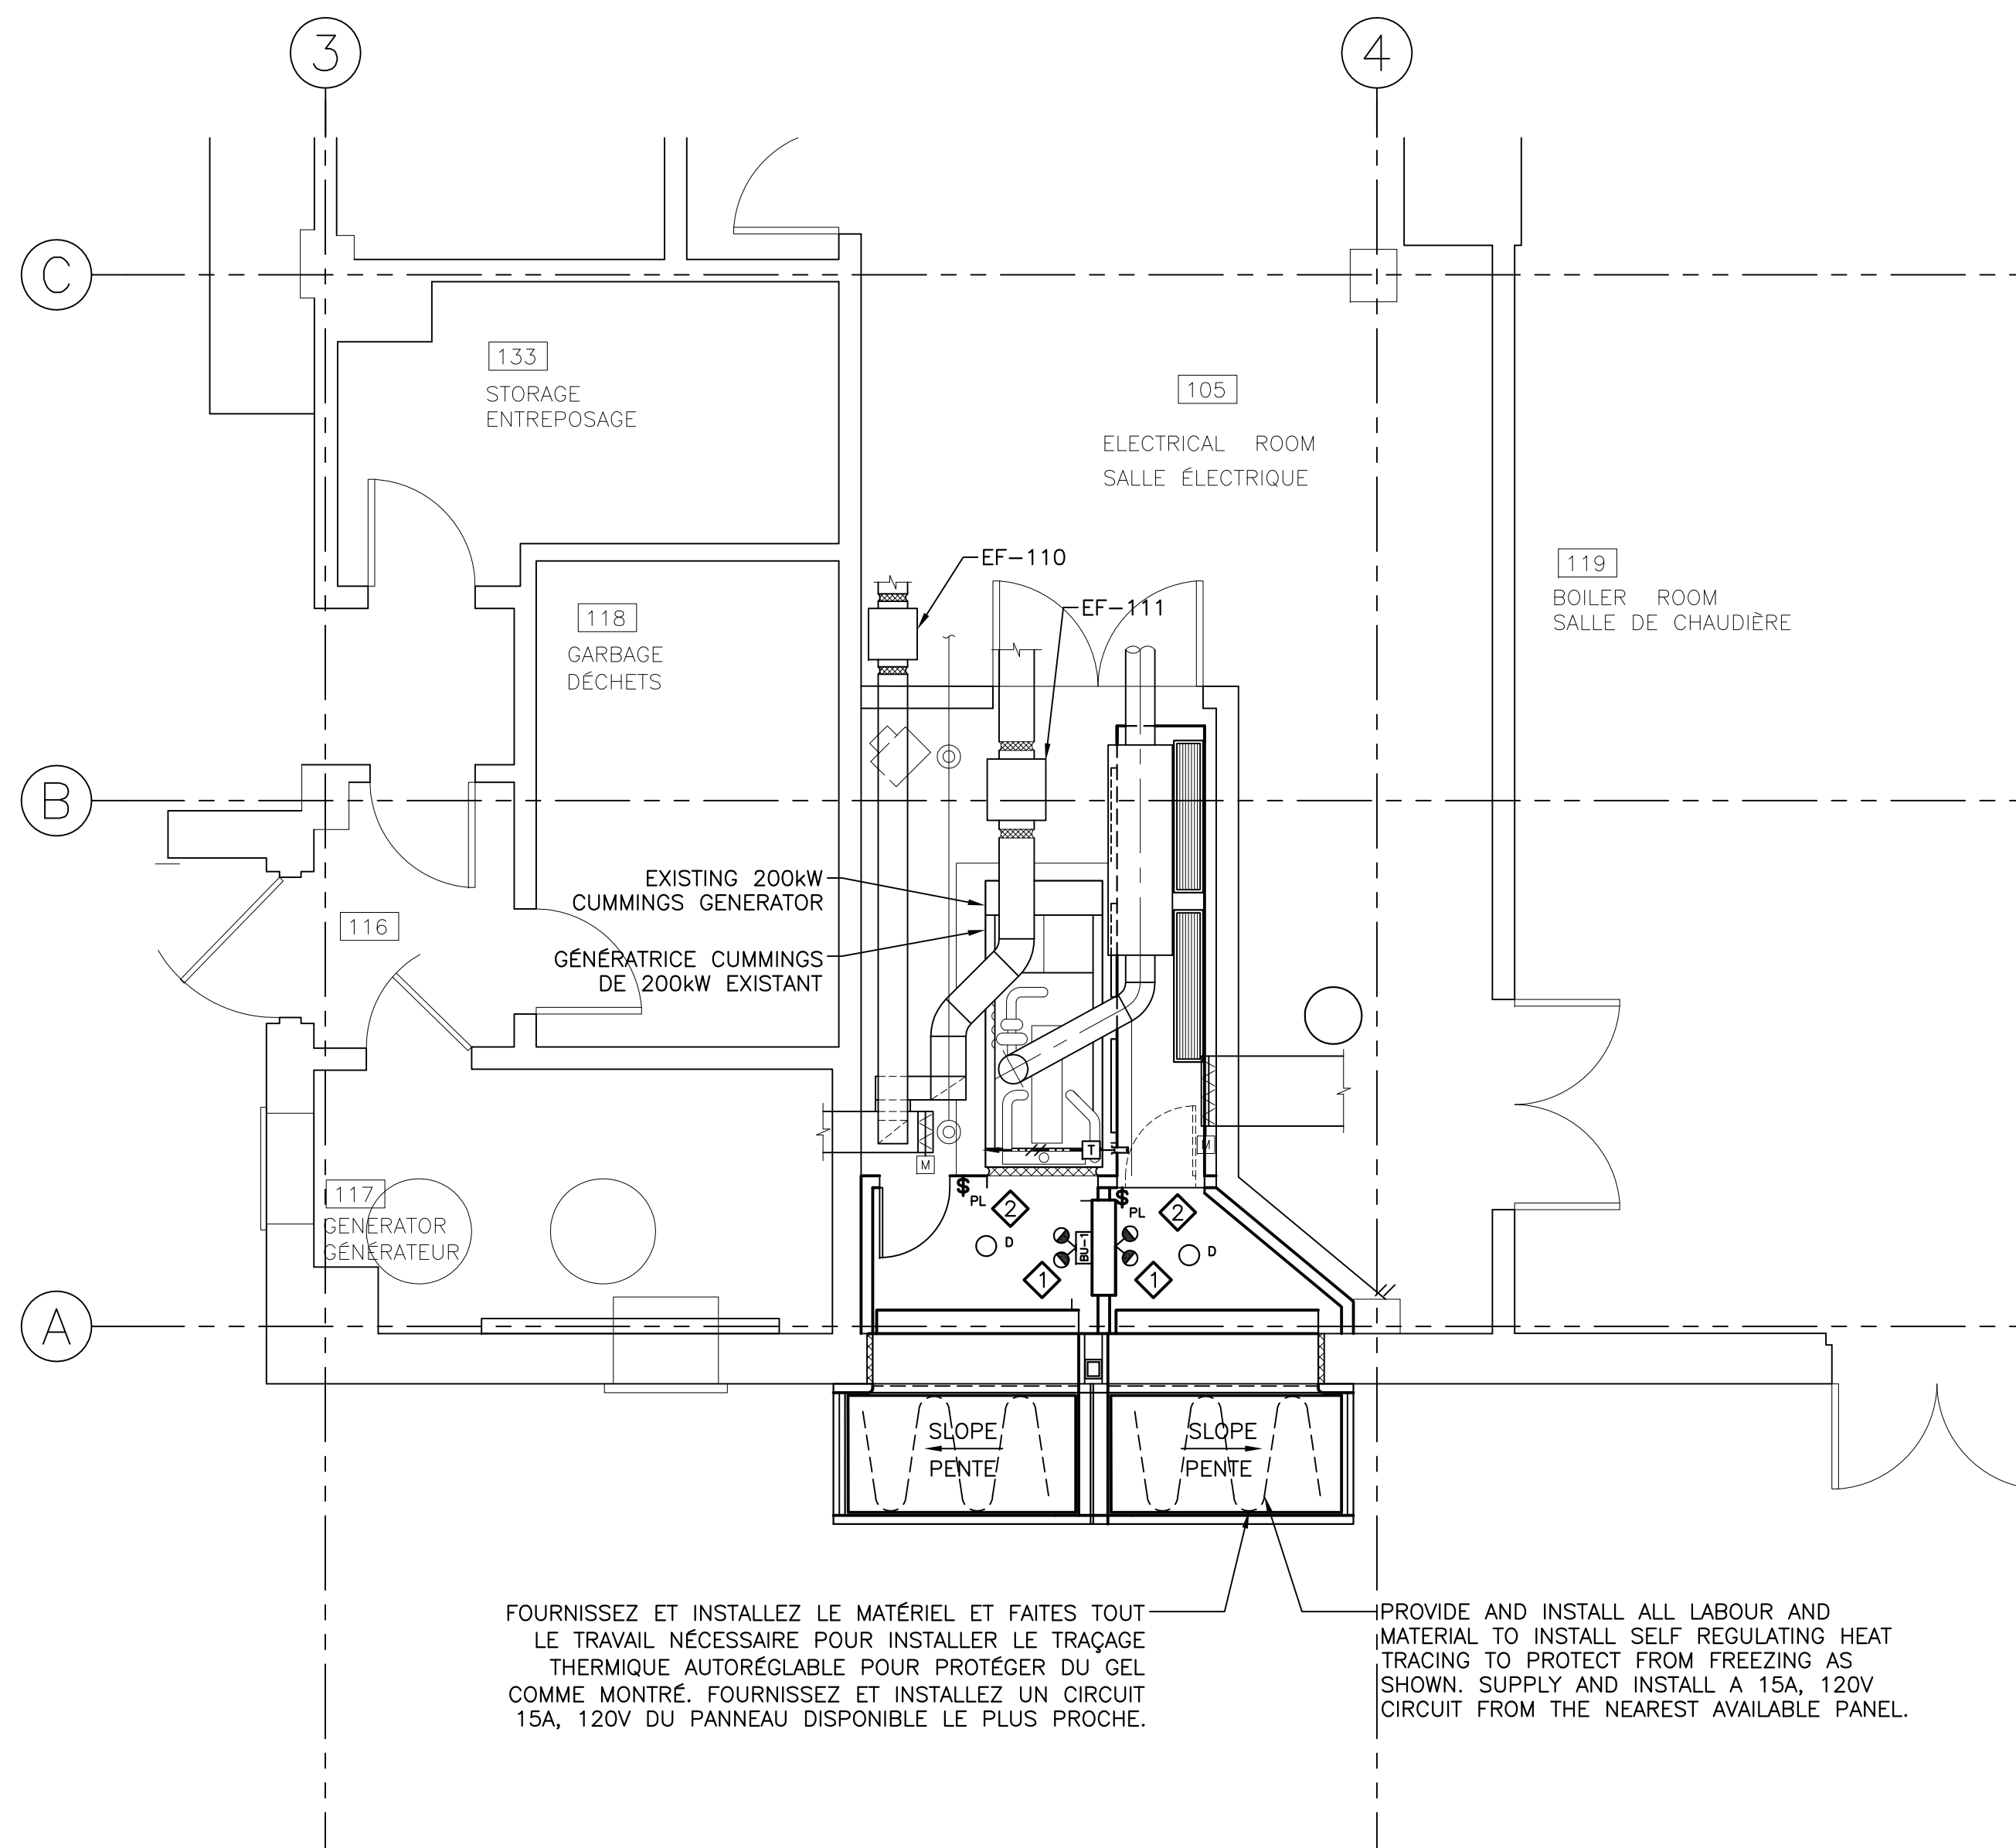 3
4
C
133
STORAGE
ENTREPOSAGE
105
ELECTRICAL ROOM
SALLE ÉLECTRIQUE
EF-110
119
BOILER ROOM
SALLE DE CHAUDIÈRE
EF-111
118
GARBAGE
DÉCHETS
B
EXISTING 200kW
CUMMINGS GENERATOR
116
GÉNÉRATRICE CUMMINGS
DE 200kW EXISTANT
T
M
M
117
GENERATOR
GÉNÉRATEUR
$
PL
2
$
PL
2
D
BU-1
D
1
1
A
SLOPE
PENTE
SLOPE
PENTE
FOURNISSEZ ET INSTALLEZ LE MATÉRIEL ET FAITES TOUT
LE TRAVAIL NÉCESSAIRE POUR INSTALLER LE TRAÇAGE
THERMIQUE AUTORÉGLABLE POUR PROTÉGER DU GEL
COMME MONTRÉ. FOURNISSEZ ET INSTALLEZ UN CIRCUIT
15A, 120V DU PANNEAU DISPONIBLE LE PLUS PROCHE.
PROVIDE AND INSTALL ALL LABOUR AND
MATERIAL TO INSTALL SELF REGULATING HEAT
TRACING TO PROTECT FROM FREEZING AS
SHOWN. SUPPLY AND INSTALL A 15A, 120V
CIRCUIT FROM THE NEAREST AVAILABLE PANEL.